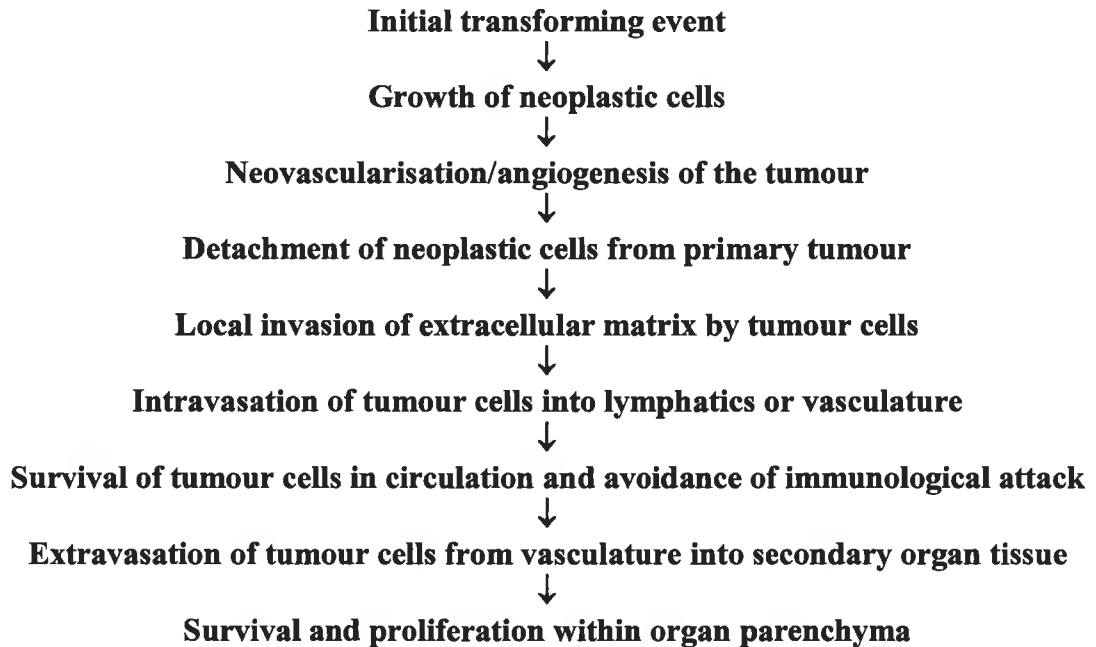 Initial transforming event
↓
Growth of neoplastic cells
↓
Neovascularisation/angiogenesis of the tumour
↓
Detachment of neoplastic cells from primary tumour
↓
Local invasion of extracellular matrix by tumour cells
↓
Intravasation of tumour cells into lymphatics or vasculature
↓
Survival of tumour cells in circulation and avoidance of immunological attack
↓
Extravasation of tumour cells from vasculature into secondary organ tissue
↓
Survival and proliferation within organ parenchyma